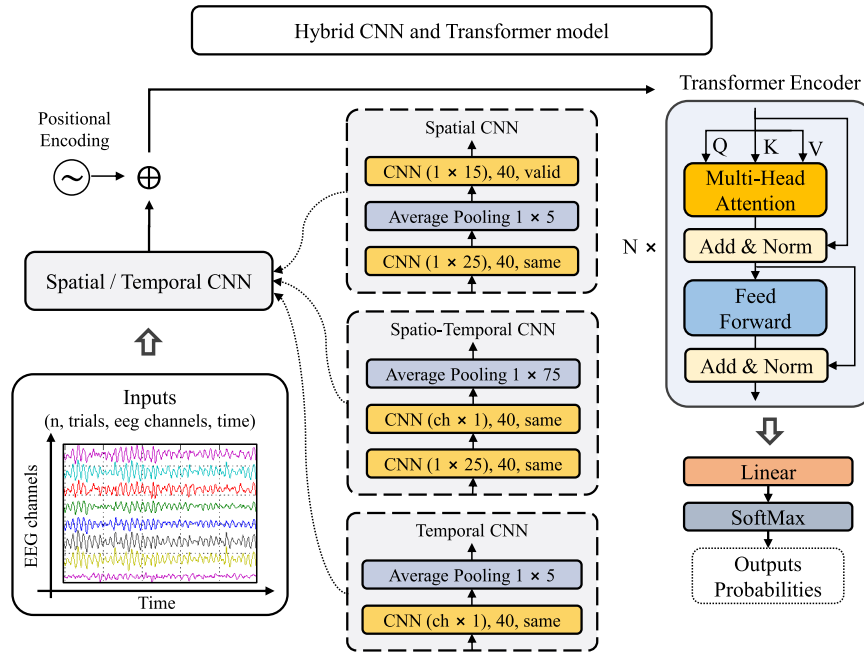 Hybrid CNN and Transformer model
Positional
Encoding
∼
⊕
Spatial / Temporal CNN
Inputs
(n, trials, eeg channels, time)
EEG channels
Time
Spatial CNN
CNN (1 × 15), 40, valid
Average Pooling 1 × 5
CNN (1 × 25), 40, same
Spatio-Temporal CNN
Average Pooling 1 × 75
CNN (ch × 1), 40, same
CNN (1 × 25), 40, same
Temporal CNN
Average Pooling 1 × 5
CNN (ch × 1), 40, same
Transformer Encoder
Q K V
Multi-Head
Attention
N ×
Add & Norm
Feed
Forward
Add & Norm
Linear
SoftMax
Outputs
Probabilities